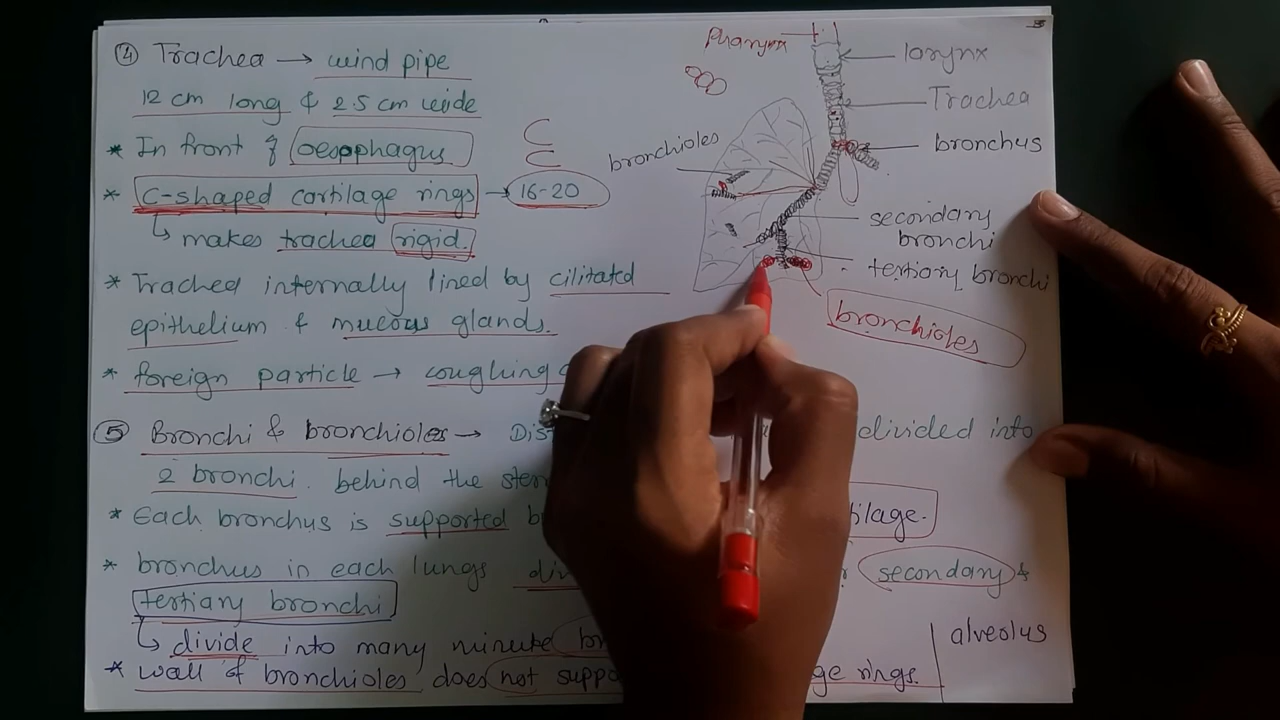 ④ Trachea → wind pipe
12 cm long & 2.5 cm wide
* In front of oesophagus
* C-shaped cartilage rings → 16-20
↳ makes trachea rigid.
* Trachea internally lined by cilitated
epithelium & mucous glands.
* foreign particle → coughing
⑤ Bronchi & bronchioles → divided into
2 bronchi. behind the
* Each bronchus is supported
* bronchus in each lungs secondary &
tertiary bronchi
↳ divide into many minute
* wall of bronchioles does not rings.
alveolus
pharynx
larynx
Trachea
bronchus
bronchioles
secondary
bronchi
tertiary bronchi
bronchioles